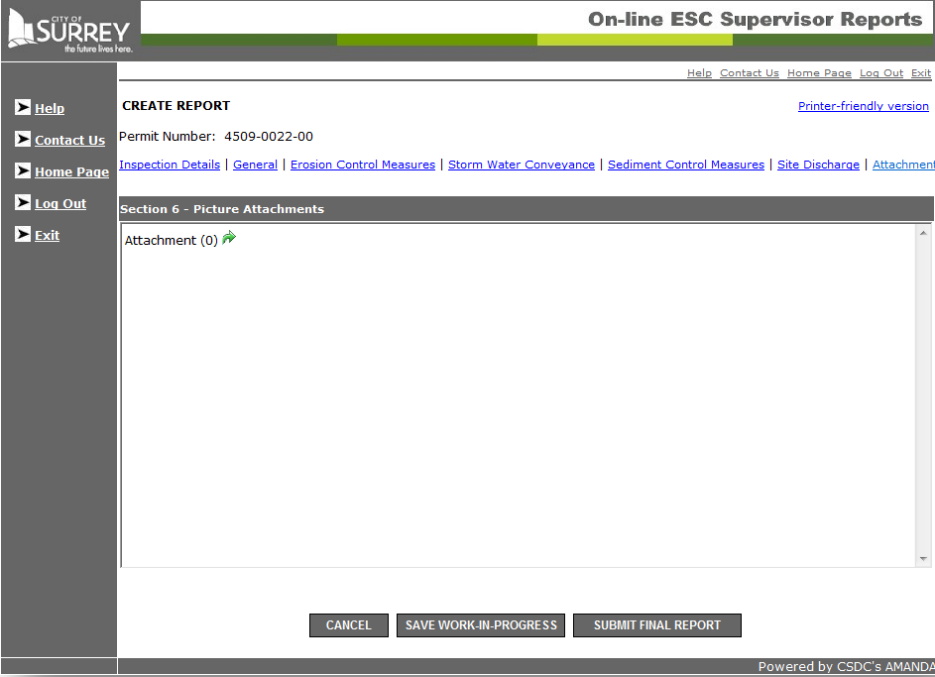 CITY OF
SURREY
the future lives here.
On-line ESC Supervisor Reports
Help Contact Us Home Page Log Out Exit
Help
Contact Us
Home Page
Log Out
Exit
CREATE REPORT
Printer-friendly version
Permit Number: 4509-0022-00
Inspection Details | General | Erosion Control Measures | Storm Water Conveyance | Sediment Control Measures | Site Discharge | Attachment
Section 6 - Picture Attachments
Attachment (0)
CANCEL
SAVE WORK-IN-PROGRESS
SUBMIT FINAL REPORT
Powered by CSDC's AMANDA